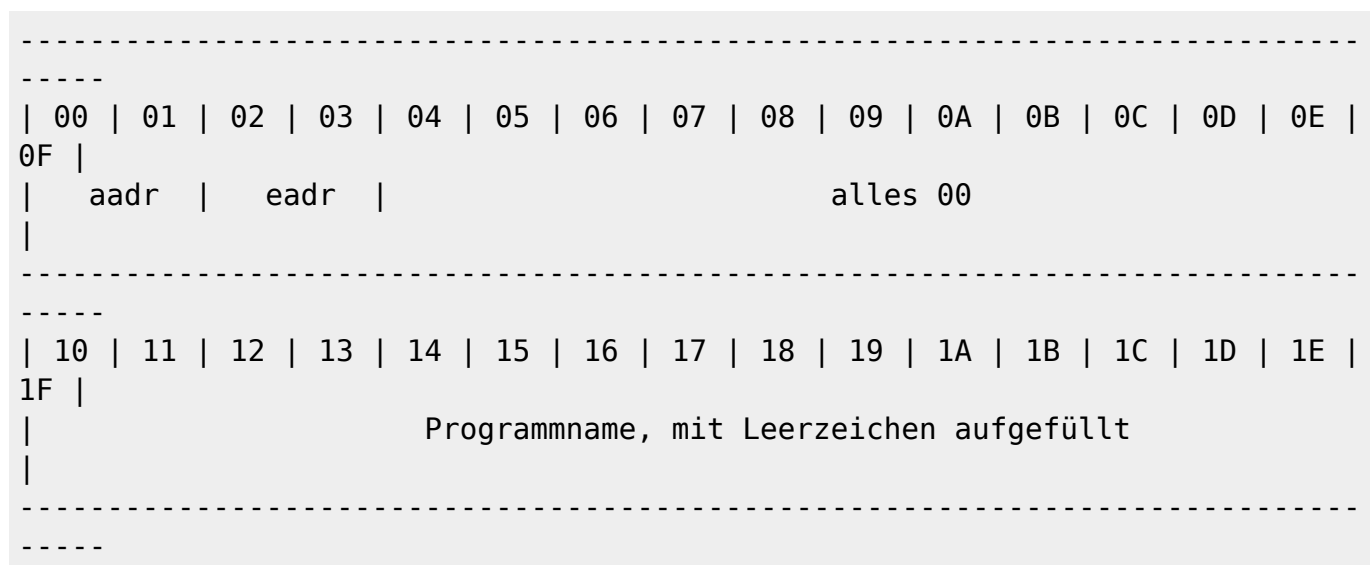 -----------------------------------------------------------------------------
-----
| 00 | 01 | 02 | 03 | 04 | 05 | 06 | 07 | 08 | 09 | 0A | 0B | 0C | 0D | 0E |
0F |
|   aadr  |   eadr  |                         alles 00
|
-----------------------------------------------------------------------------
-----
| 10 | 11 | 12 | 13 | 14 | 15 | 16 | 17 | 18 | 19 | 1A | 1B | 1C | 1D | 1E |
1F |
|                      Programmname, mit Leerzeichen aufgefüllt
|
-----------------------------------------------------------------------------
-----